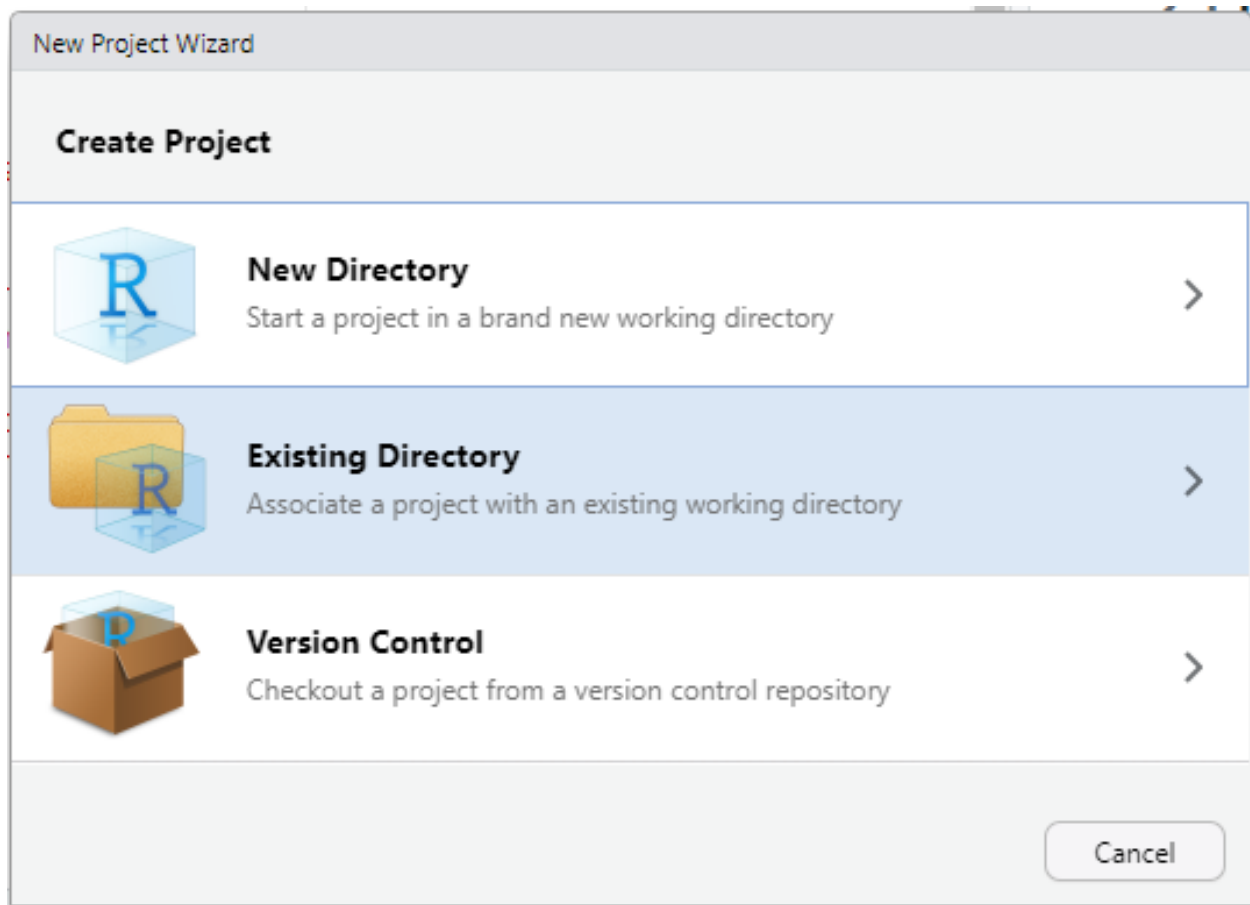 New Project Wizard
Create Project
R
New Directory
Start a project in a brand new working directory
R
Existing Directory
Associate a project with an existing working directory
R
Version Control
Checkout a project from a version control repository
Cancel